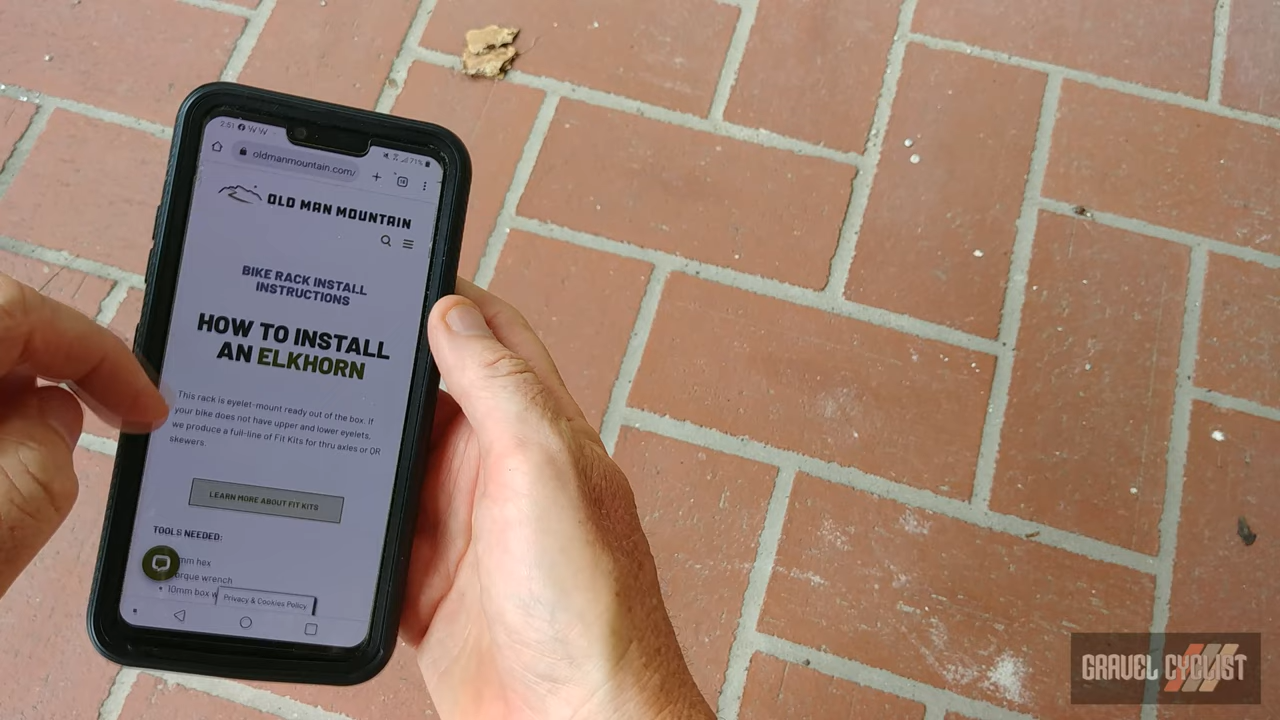 2:51
71%
oldmanmountain.com/
OLD MAN MOUNTAIN
BIKE RACK INSTALL
INSTRUCTIONS
HOW TO INSTALL
AN ELKHORN
This rack is eyelet-mount ready out of the box. If
your bike does not have upper and lower eyelets,
we produce a full-line of Fit Kits for thru axles or QR
skewers.
LEARN MORE ABOUT FIT KITS
TOOLS NEEDED:
mm hex
orque wrench
10mm box w
Privacy & Cookies Policy
GRAVEL CYCLIST